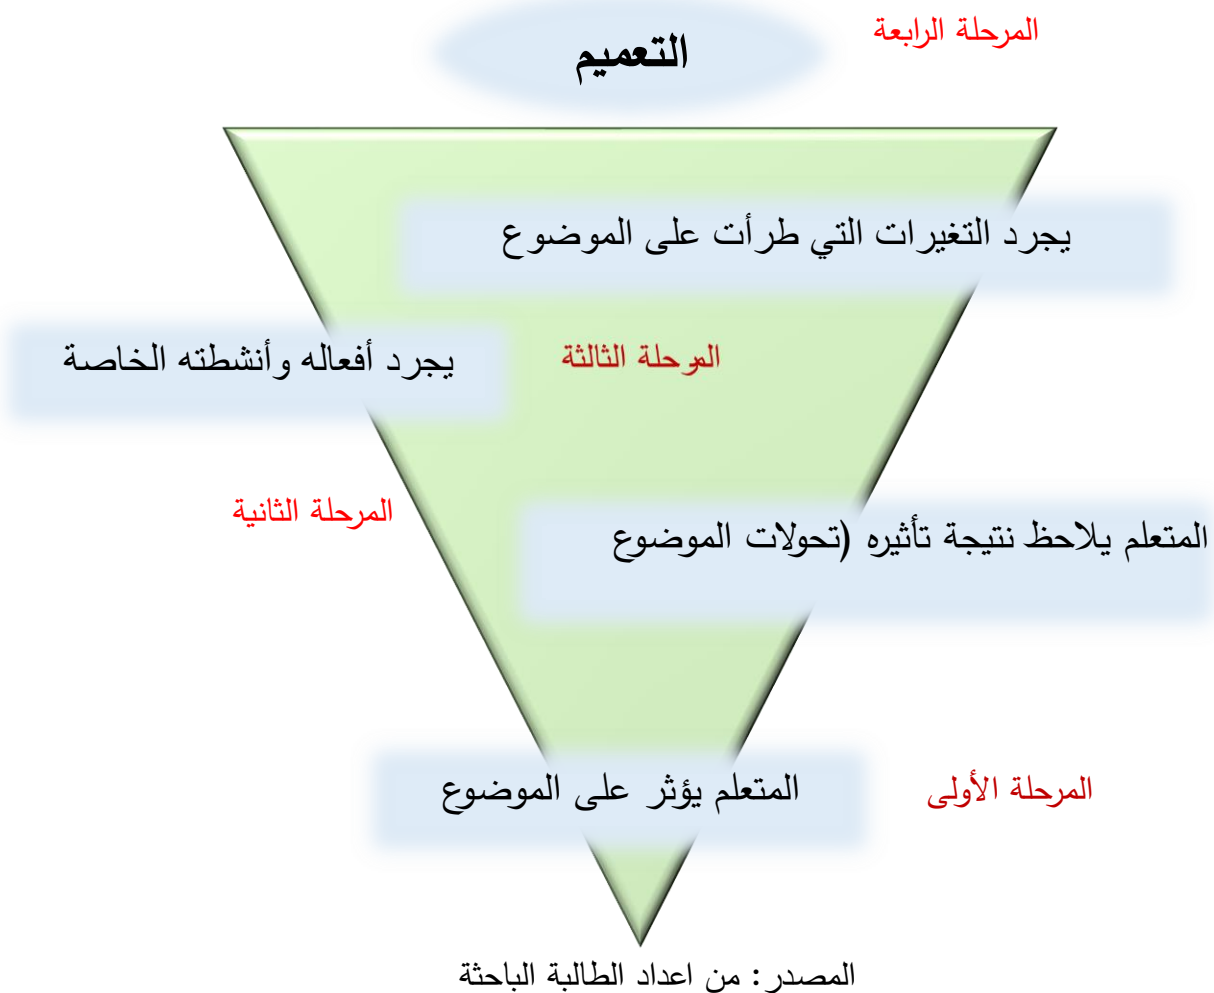 المرحلة الرابعة
التعميم
يجرد التغيرات التي طرأت على الموضوع
المرحلة الثالثة
يجرد أفعاله وأنشطته الخاصة
المرحلة الثانية
المتعلم يلاحظ نتيجة تأثيره (تحولات الموضوع
المرحلة الأولى
المتعلم يؤثر على الموضوع
المصدر: من اعداد الطالبة الباحثة